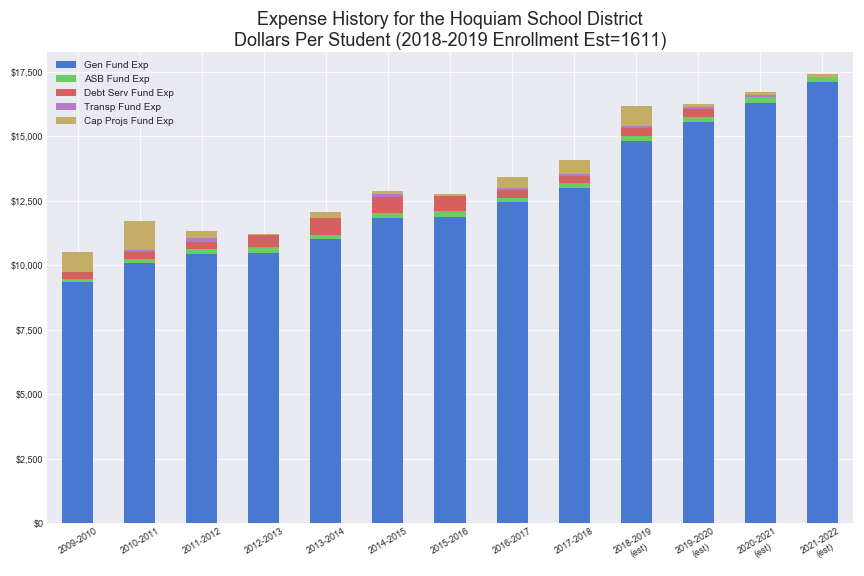 Expense History for the Hoquiam School District
Dollars Per Student (2018-2019 Enrollment Est=1611)
Gen Fund Exp
ASB Fund Exp
Debt Serv Fund Exp
Transp Fund Exp
Cap Projs Fund Exp
$17,500
$15,000
$12,500
$10,000
$7,500
$5,000
$2,500
$0
2009-2010
2010-2011
2011-2012
2012-2013
2013-2014
2014-2015
2015-2016
2016-2017
2017-2018
2018-2019
(est)
2019-2020
(est)
2020-2021
(est)
2021-2022
(est)